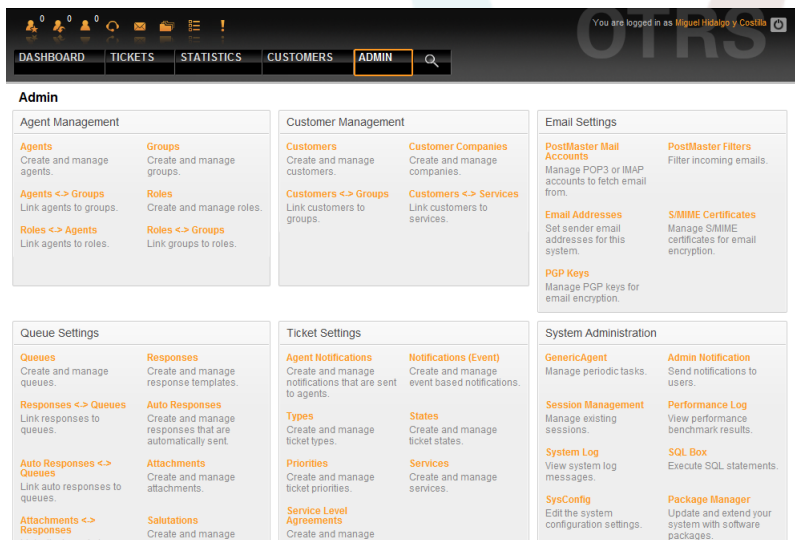 0 0 0
You are logged in as Miguel Hidalgo y Costilla
OTRS
DASHBOARD TICKETS STATISTICS CUSTOMERS ADMIN
Admin
Agent Management
Agents
Create and manage
agents.
Groups
Create and manage
groups.
Agents <-> Groups
Link agents to groups.
Roles
Create and manage roles.
Roles <-> Agents
Link agents to roles.
Roles <-> Groups
Link groups to roles.
Customer Management
Customers
Create and manage
customers.
Customer Companies
Create and manage
companies.
Customers <-> Groups
Link customers to
groups.
Customers <-> Services
Link customers to
services.
Email Settings
PostMaster Mail
Accounts
Manage POP3 or IMAP
accounts to fetch email
from.
PostMaster Filters
Filter incoming emails.
Email Addresses
Set sender email
addresses for this
system.
S/MIME Certificates
Manage S/MIME
certificates for email
encryption.
PGP Keys
Manage PGP keys for
email encryption.
Queue Settings
Queues
Create and manage
queues.
Responses
Create and manage
response templates.
Responses <-> Queues
Link responses to
queues.
Auto Responses
Create and manage
responses that are
automatically sent.
Auto Responses <->
Queues
Link auto responses to
queues.
Attachments
Create and manage
attachments.
Attachments <->
Responses
Salutations
Create and manage
Ticket Settings
Agent Notifications
Create and manage
notifications that are sent
to agents.
Notifications (Event)
Create and manage
event based notifications.
Types
Create and manage
ticket types.
States
Create and manage
ticket states.
Priorities
Create and manage
ticket priorities.
Services
Create and manage
services.
Service Level
Agreements
Create and manage
System Administration
GenericAgent
Manage periodic tasks.
Admin Notification
Send notifications to
users.
Session Management
Manage existing
sessions.
Performance Log
View performance
benchmark results.
System Log
View system log
messages.
SQL Box
Execute SQL statements.
SysConfig
Edit the system
configuration settings.
Package Manager
Update and extend your
system with software
packages.